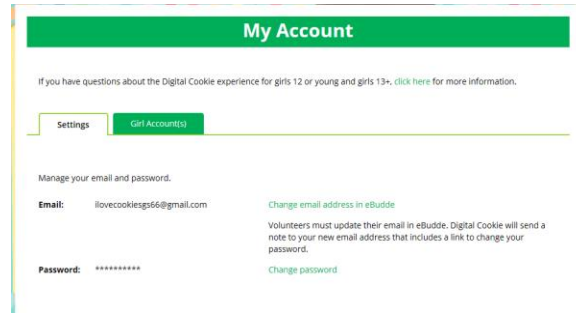 My Account
If you have questions about the Digital Cookie experience for girls 12 or young and girls 13+, click here for more information.
Settings
Girl Account(s)
Manage your email and password.
Email: ilovecookiesgs66@gmail.com Change email address in eBudde
Volunteers must update their email in eBudde. Digital Cookie will send a
note to your new email address that includes a link to change your
password.
Password: ********** Change password